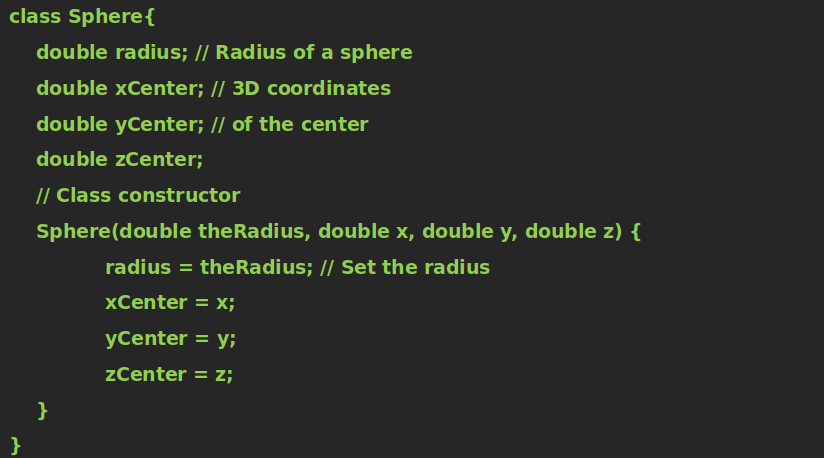 class Sphere{
double radius; // Radius of a sphere
double xCenter; // 3D coordinates
double yCenter; // of the center
double zCenter;
// Class constructor
Sphere(double theRadius, double x, double y, double z) {
radius = theRadius; // Set the radius
xCenter = x;
yCenter = y;
zCenter = z;
}
}